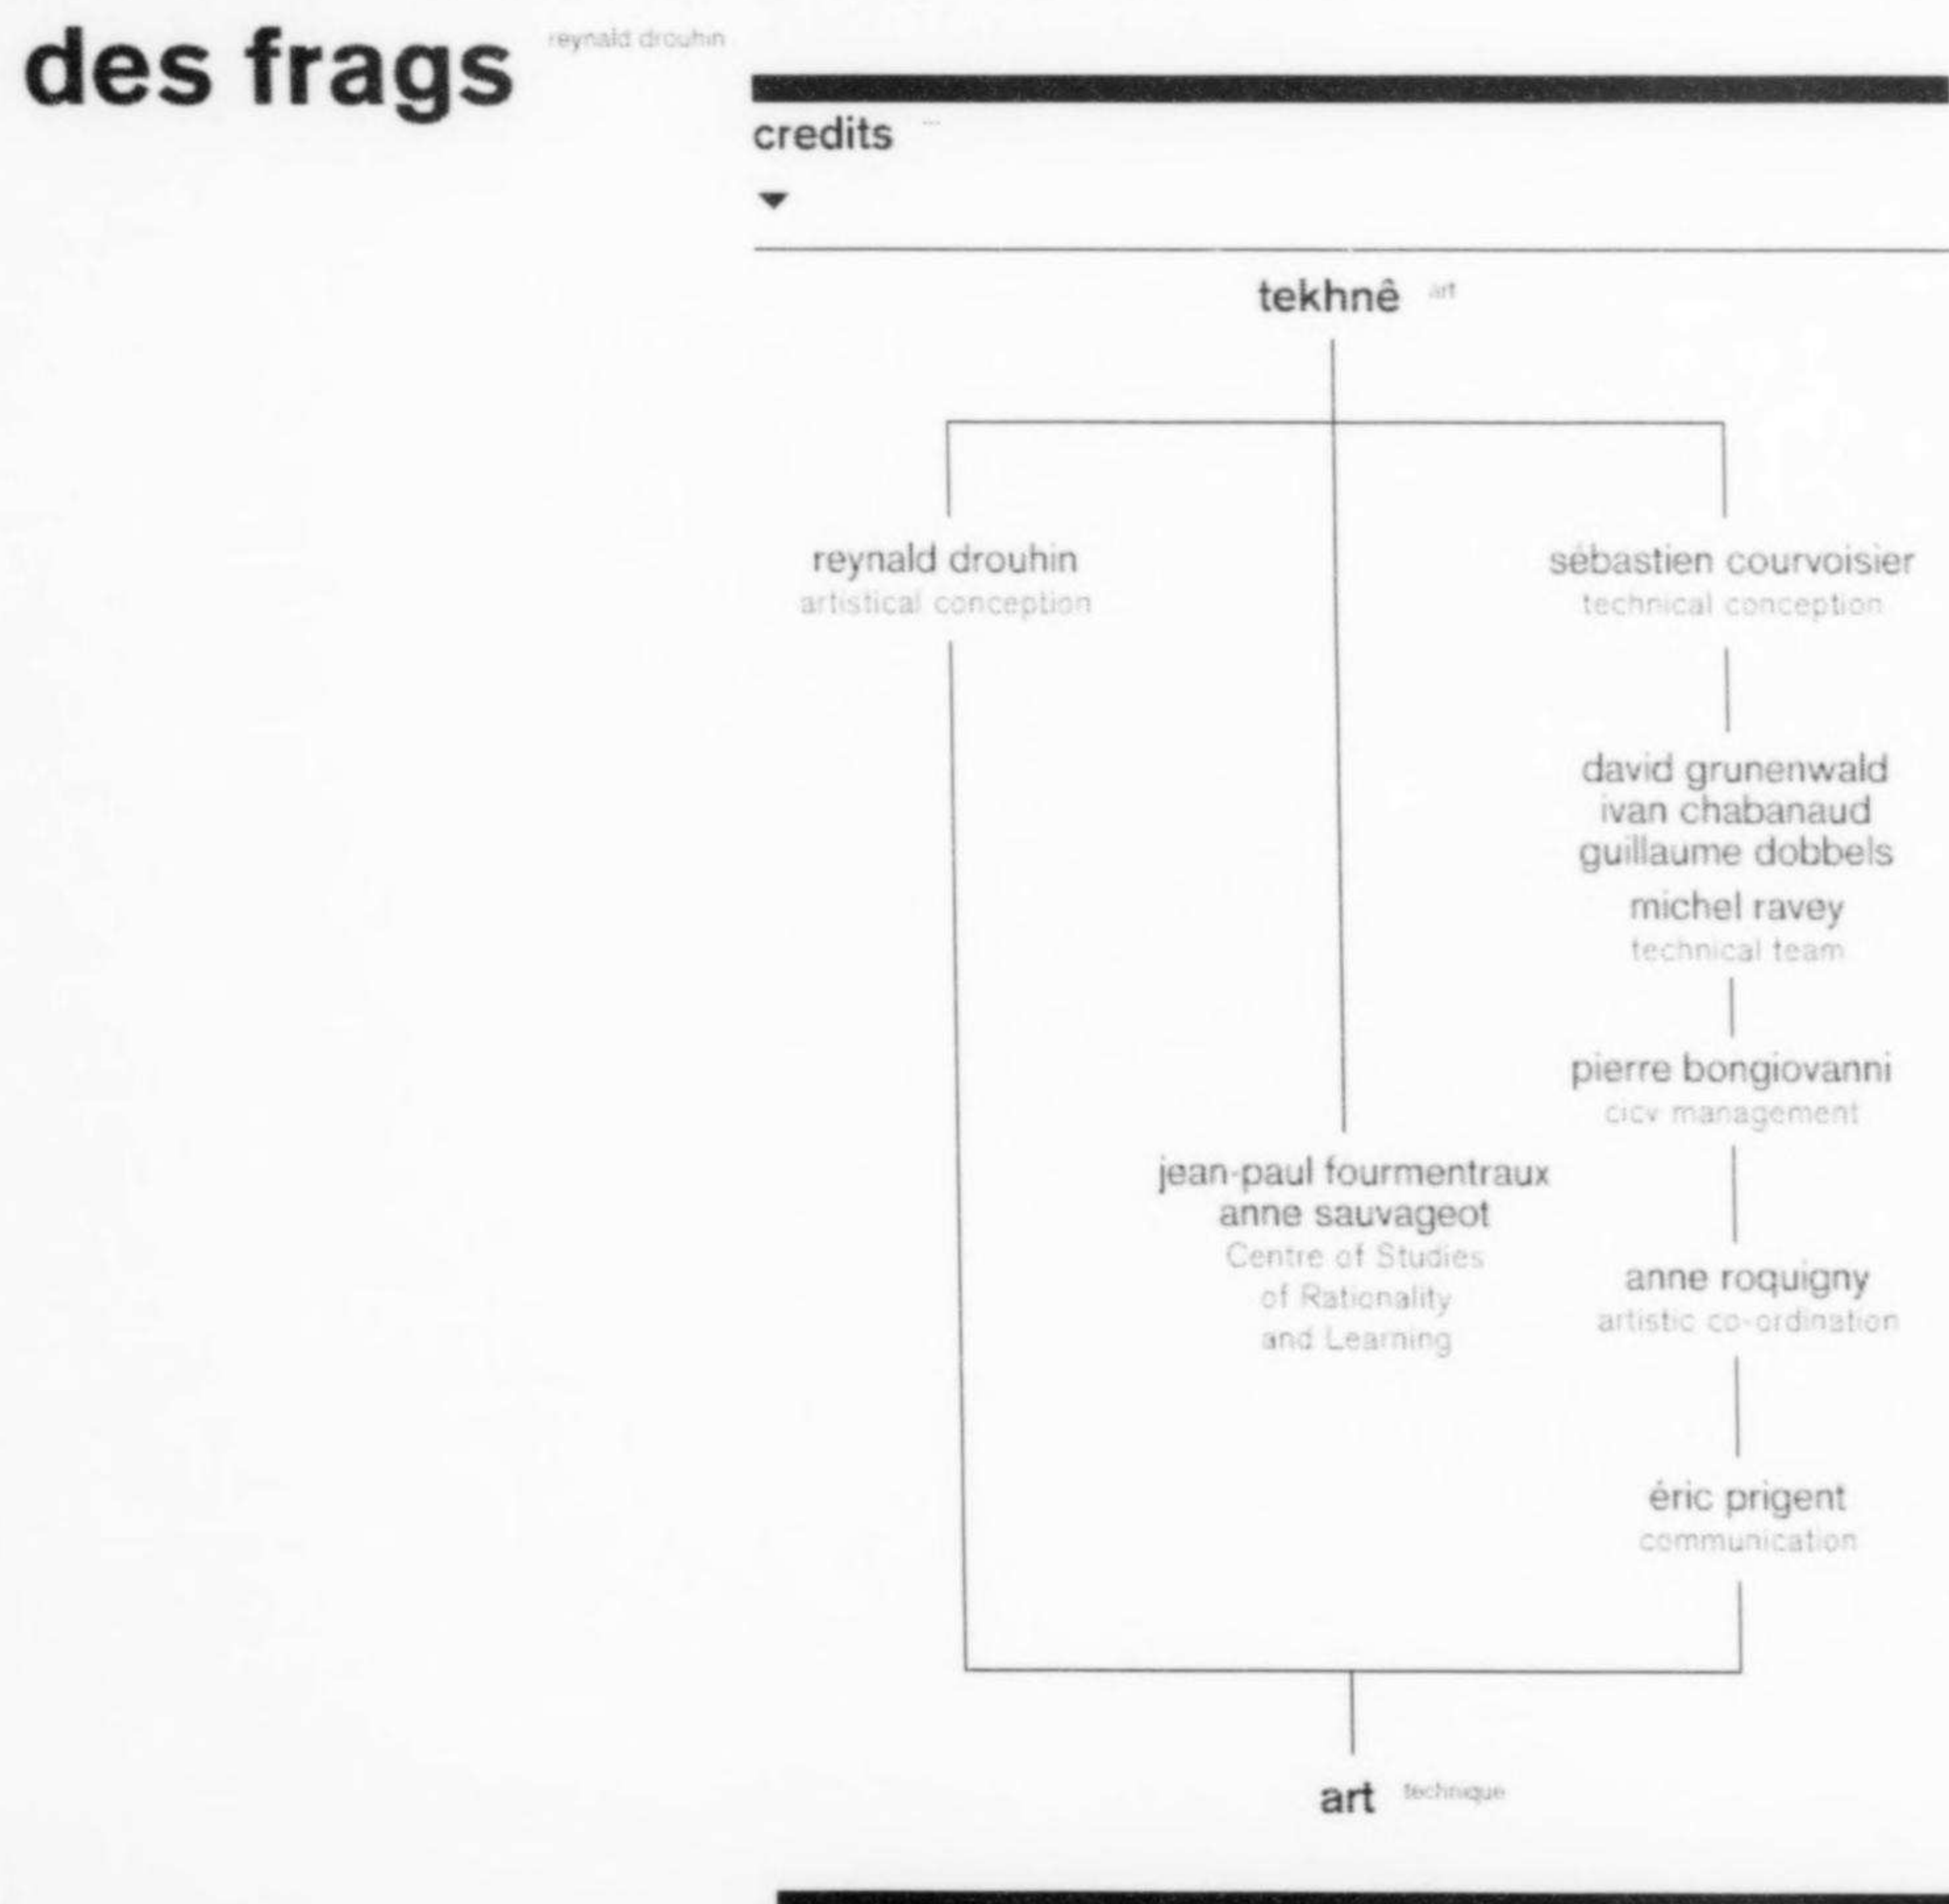 des frags reynald drouhin
credits ...
tekhnê art
reynald drouhin
artistical conception
sébastien courvoisier
technical conception
david grunenwald
ivan chabanaud
guillaume dobbels
michel ravey
technical team
pierre bongiovanni
cicv management
jean-paul fourmentraux
anne sauvageot
Centre of Studies
of Rationality
and Learning
anne roquigny
artistic co-ordination
éric prigent
communication
art technique